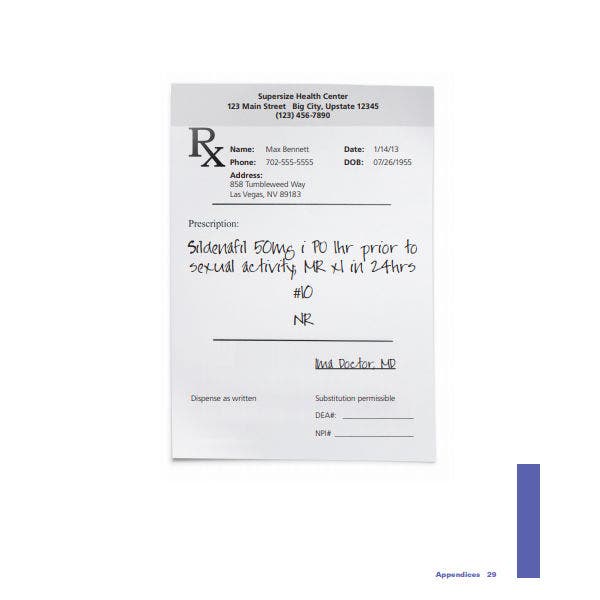 Supersize Health Center
123 Main Street Big City, Upstate 12345
(123) 456-7890
Rx
Name: Max Bennett Date: 1/14/13
Phone: 702-555-5555 DOB: 07/26/1955
Address:
858 Tumbleweed Way
Las Vegas, NV 89183
Prescription:
Sildenafil 50mg i PO 1hr prior to
sexual activity, MR x1 in 24hrs
#10
NR
Ima Doctor, MD
Dispense as written Substitution permissible
DEA#:
NPI#
Appendices 29